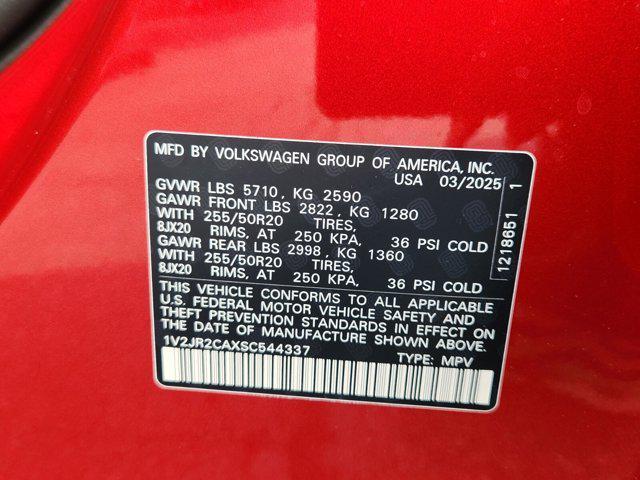 MFD BY VOLKSWAGEN GROUP OF AMERICA, INC.
USA 03/2025
GVWR LBS 5710, KG 2590
GAWR FRONT LBS 2822, KG 1280
WITH 255/50R20 TIRES,
8JX20 RIMS, AT 250 KPA, 36 PSI COLD
GAWR REAR LBS 2998, KG 1360
WITH 255/50R20 TIRES,
8JX20 RIMS, AT 250 KPA, 36 PSI COLD
THIS VEHICLE CONFORMS TO ALL APPLICABLE
U.S. FEDERAL MOTOR VEHICLE SAFETY AND
THEFT PREVENTION STANDARDS IN EFFECT ON
THE DATE OF MANUFACTURE SHOWN ABOVE.
1V2JR2CAXSC544337
TYPE: MPV
1218651 1